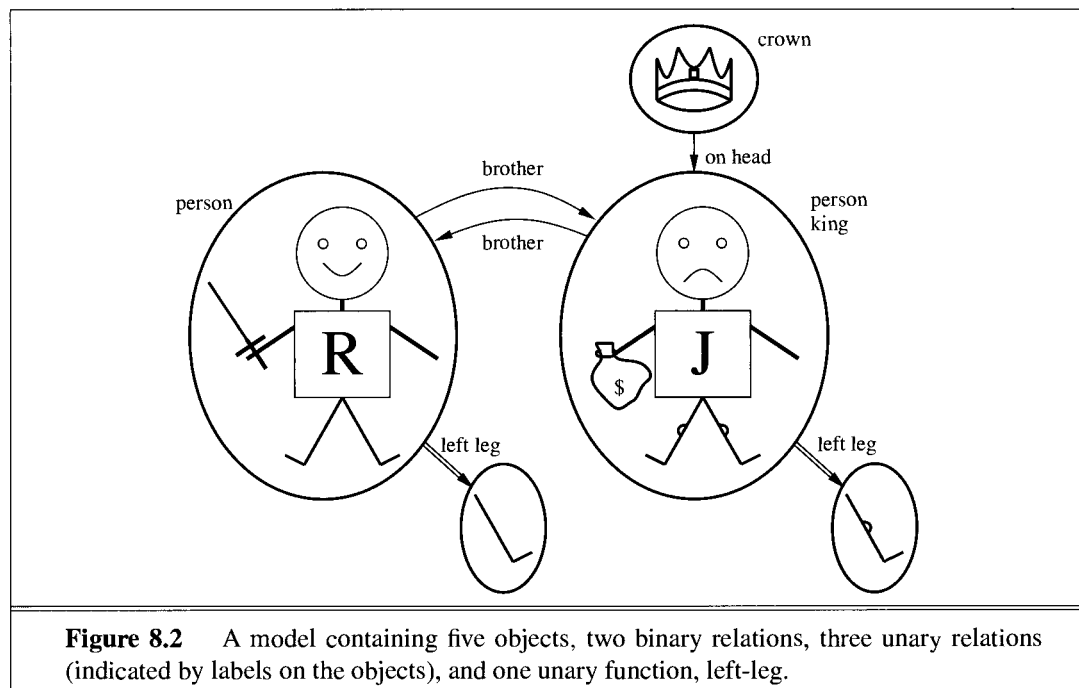 crown
on head
brother
person
person
king
brother
R
J
$
left leg
left leg
Figure 8.2 A model containing five objects, two binary relations, three unary relations
(indicated by labels on the objects), and one unary function, left-leg.